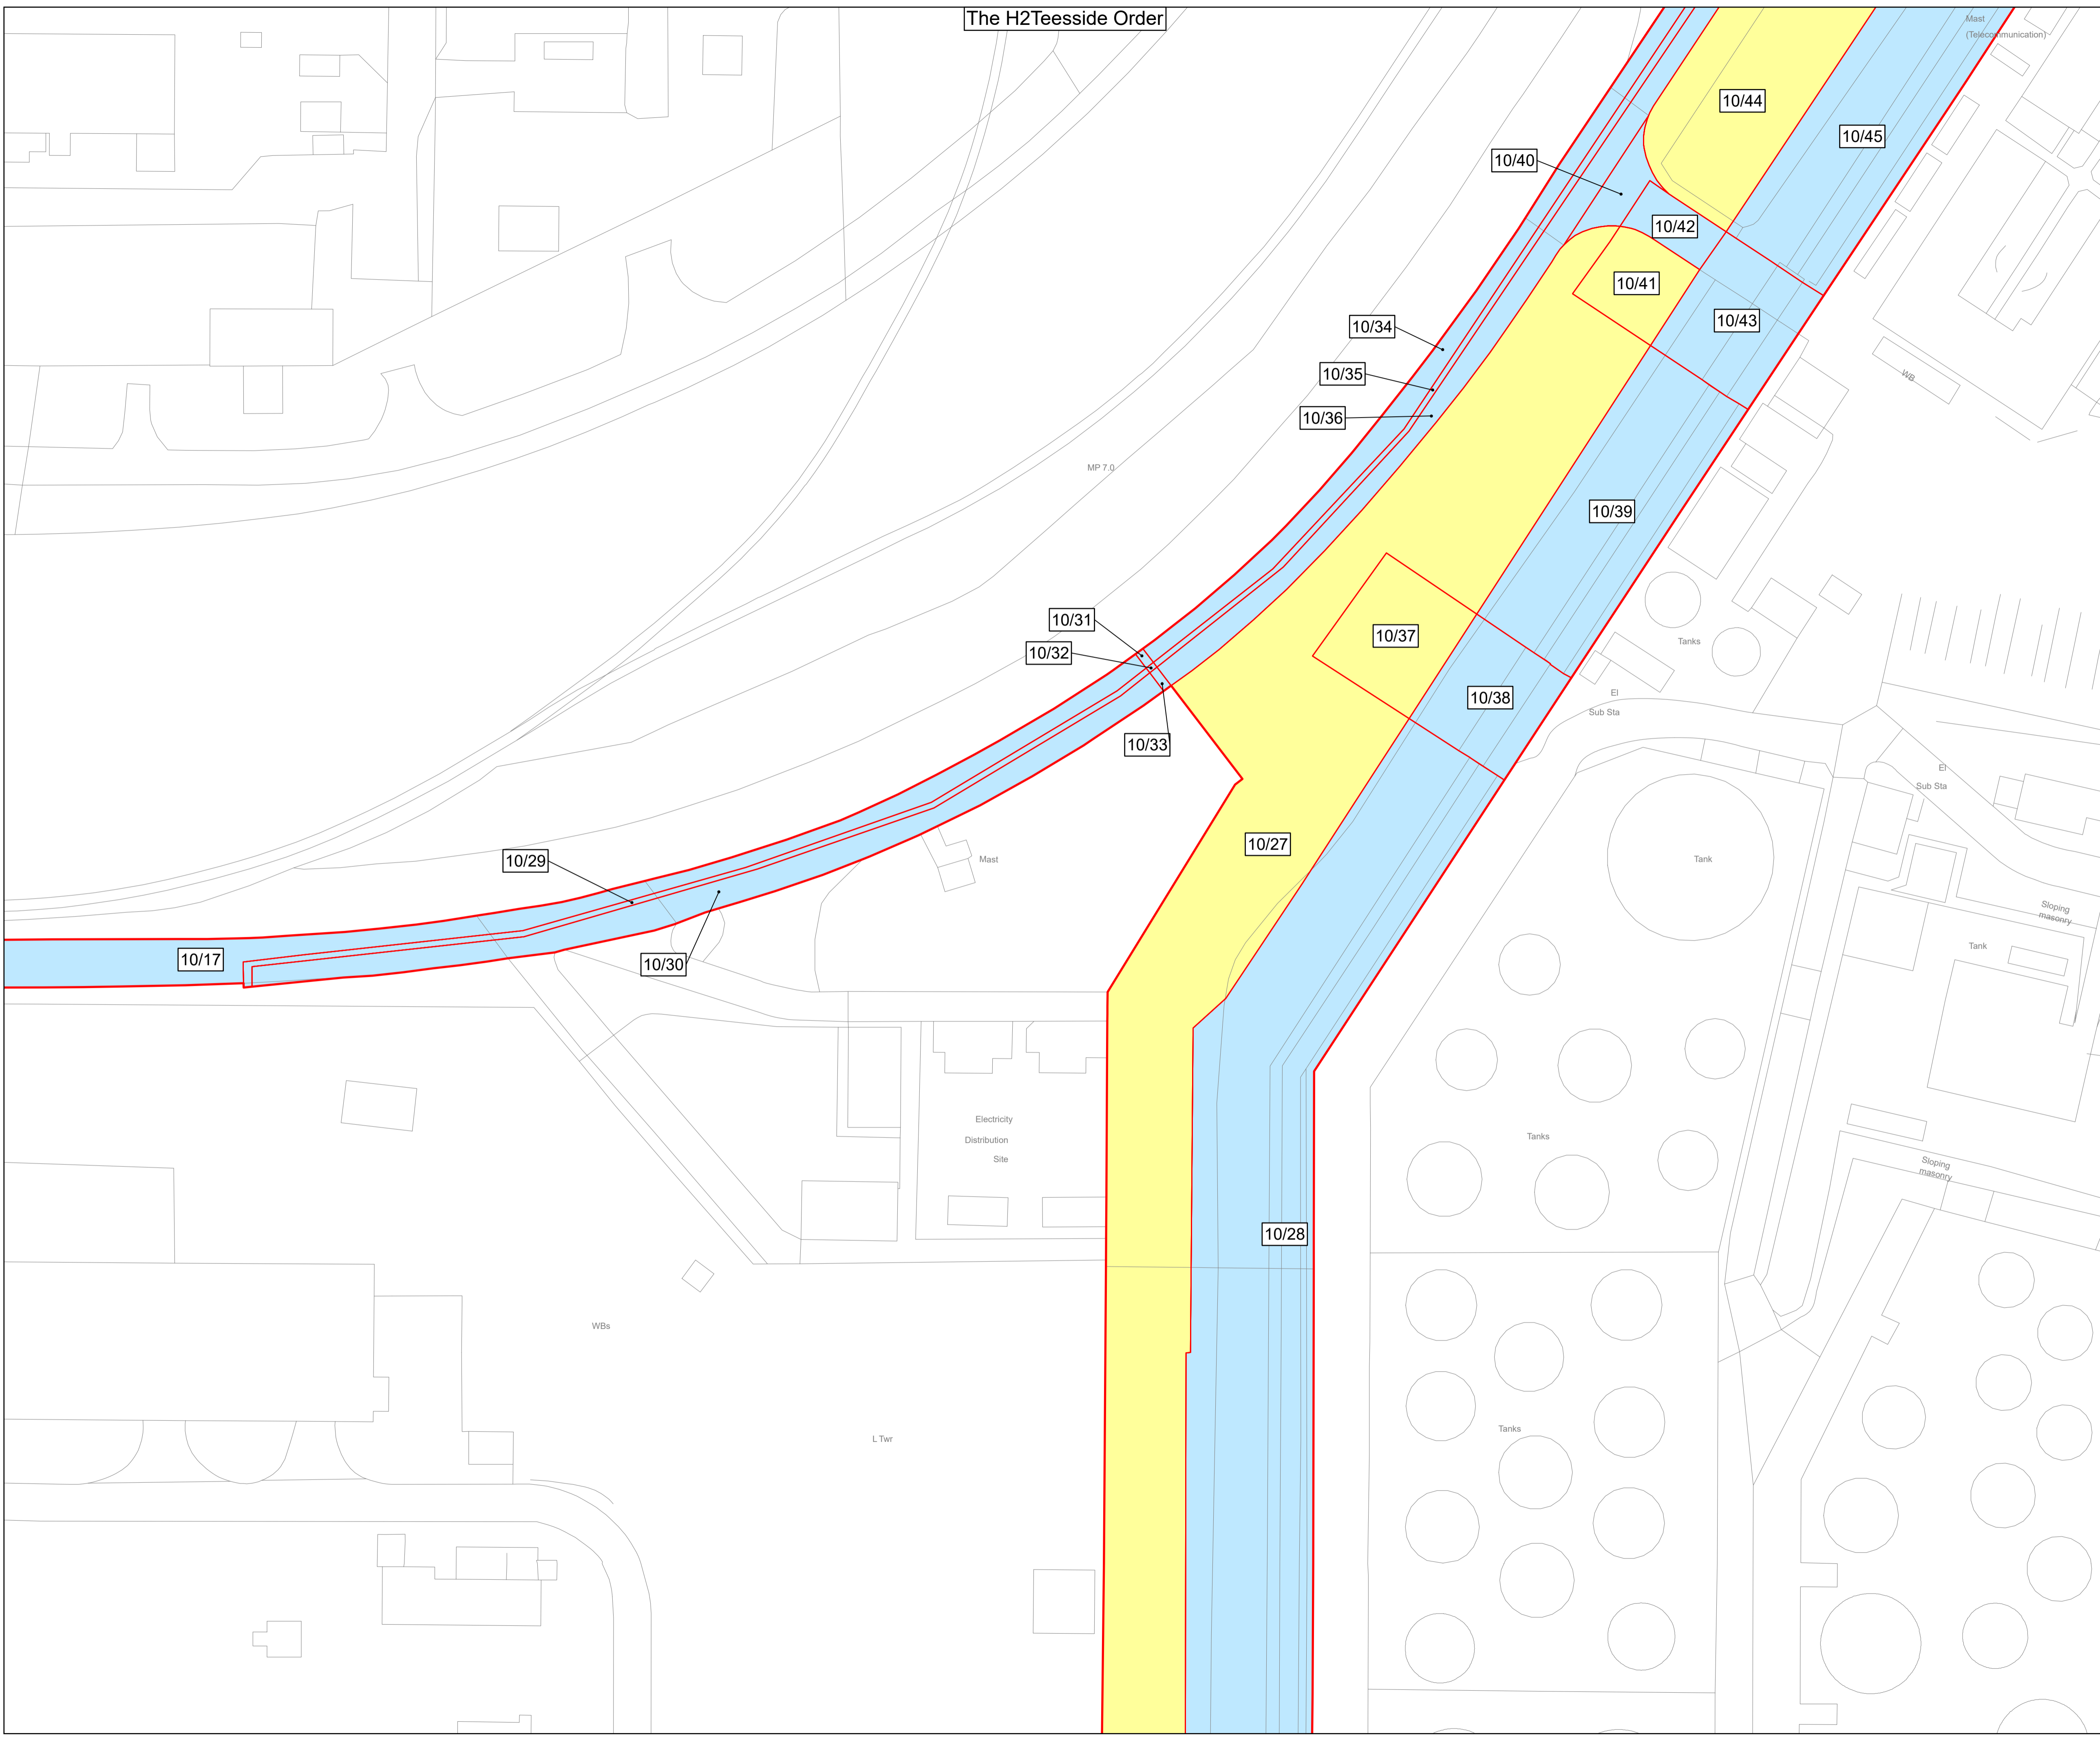 The H2Teesside Order
Mast
(Telecommunication)
10/44
10/45
10/40
10/42
10/41
10/43
10/34
10/35
10/36
WB
MP 7.0
10/39
10/31
10/32
10/37
Tanks
10/33
10/38
El
Sub Sta
El
Sub Sta
10/27
10/29
Mast
Tank
Sloping
masonry
10/17
10/30
Tank
Electricity
Distribution
Site
Tanks
Sloping
masonry
10/28
WBs
L Twr
Tanks